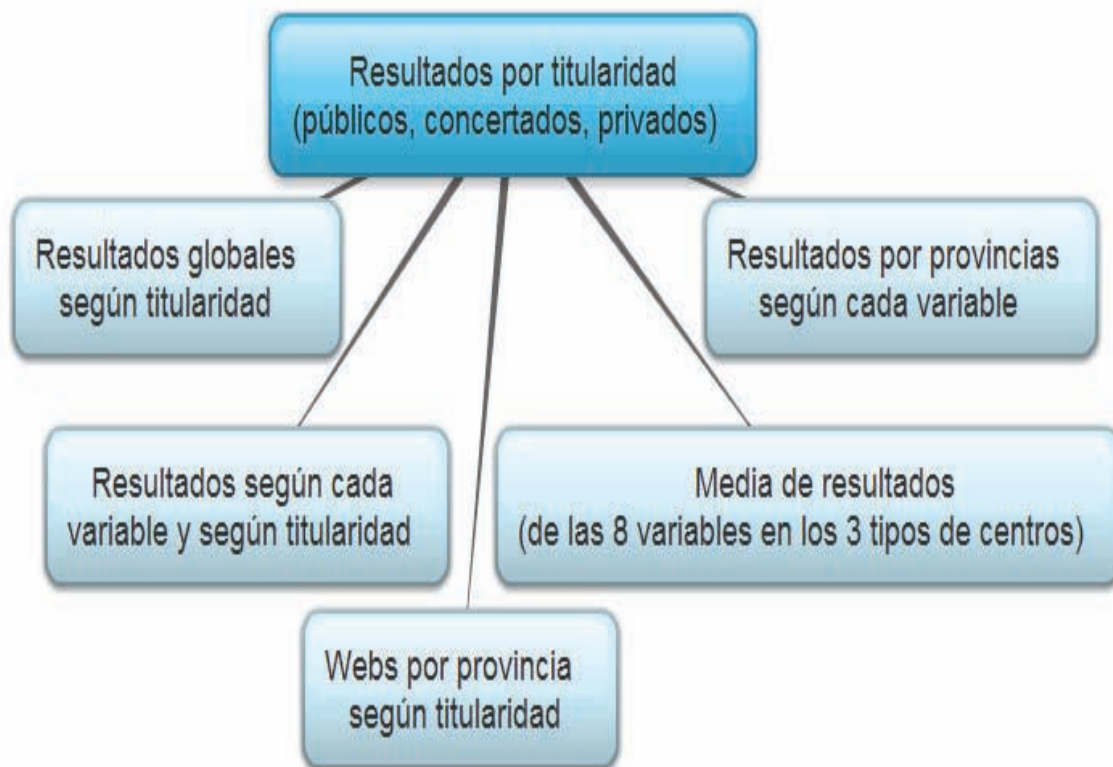 Resultados por titularidad
(públicos, concertados, privados)
Resultados globales
según titularidad
Resultados por provincias
según cada variable
Resultados según cada
variable y según titularidad
Media de resultados
(de las 8 variables en los 3 tipos de centros)
Webs por provincia
según titularidad